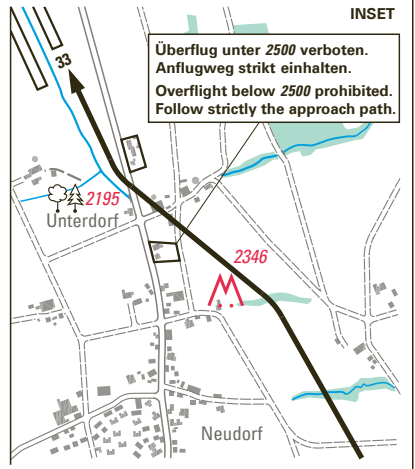 INSET
Überflug unter 2500 verboten.
Anflugweg strikt einhalten.
Overflight below 2500 prohibited.
Follow strictly the approach path.
33
2195
Unterdorf
2346
Neudorf